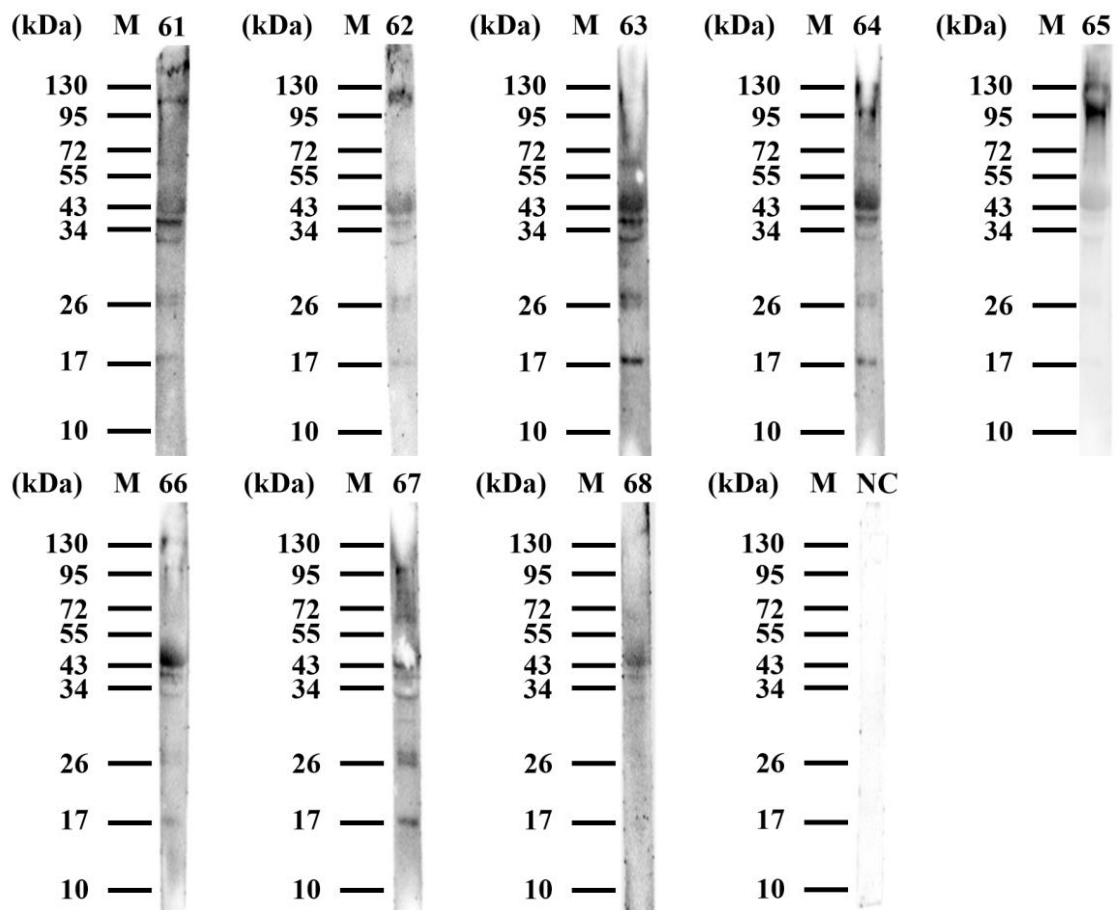 (kDa) M 61 (kDa) M 62 (kDa) M 63 (kDa) M 64 (kDa) M 65
130 130 130 130 130
95 95 95 95 95
72 72 72 72 72
55 55 55 55 55
43 43 43 43 43
34 34 34 34 34
26 26 26 26 26
17 17 17 17 17
10 10 10 10 10
(kDa) M 66 (kDa) M 67 (kDa) M 68 (kDa) M NC
130 130 130 130
95 95 95 95
72 72 72 72
55 55 55 55
43 43 43 43
34 34 34 34
26 26 26 26
17 17 17 17
10 10 10 10